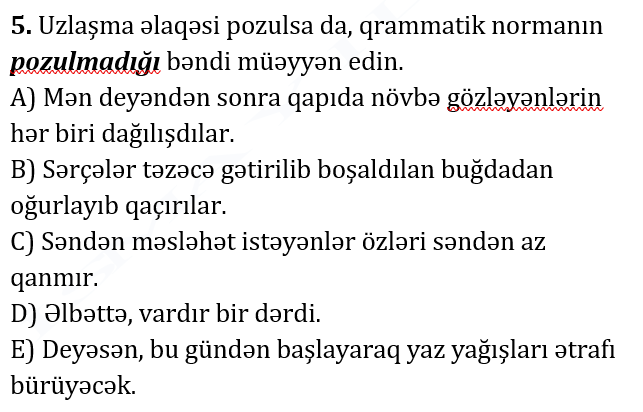 5. Uzlaşma əlaqəsi pozulsa da, qrammatik normanın
pozulmadığı bəndi müəyyən edin.
A) Mən deyəndən sonra qapıda növbə gözləyənlərin
hər biri dağılışdılar.
B) Sərçələr təzəcə gətirilib boşaldılan buğdadan
oğurlayıb qaçırılar.
C) Səndən məsləhət istəyənlər özləri səndən az
qanmır.
D) Əlbəttə, vardır bir dərdi.
E) Deyəsən, bu gündən başlayaraq yaz yağışları ətrafı
bürüyəcək.